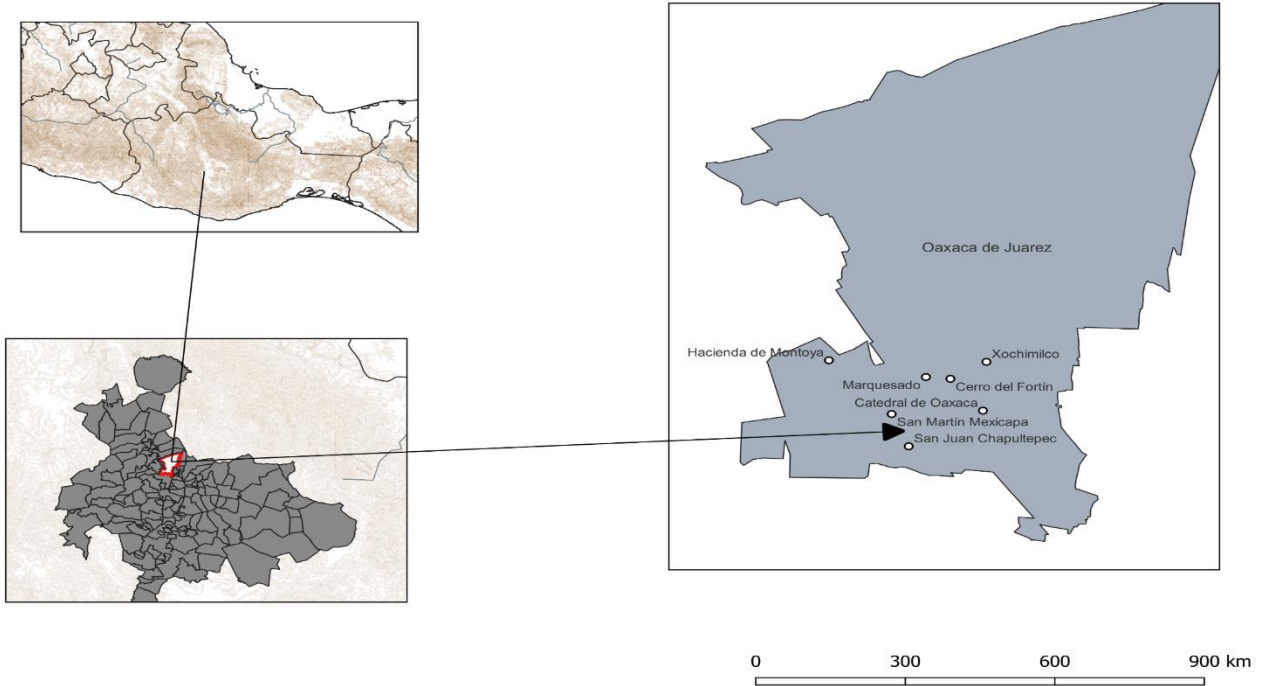 Oaxaca de Juarez
Hacienda de Montoya
Xochimilco
Marquesado
Cerro del Fortín
Catedral de Oaxaca
San Martín Mexicapa
San Juan Chapultepec
0 300 600 900 km